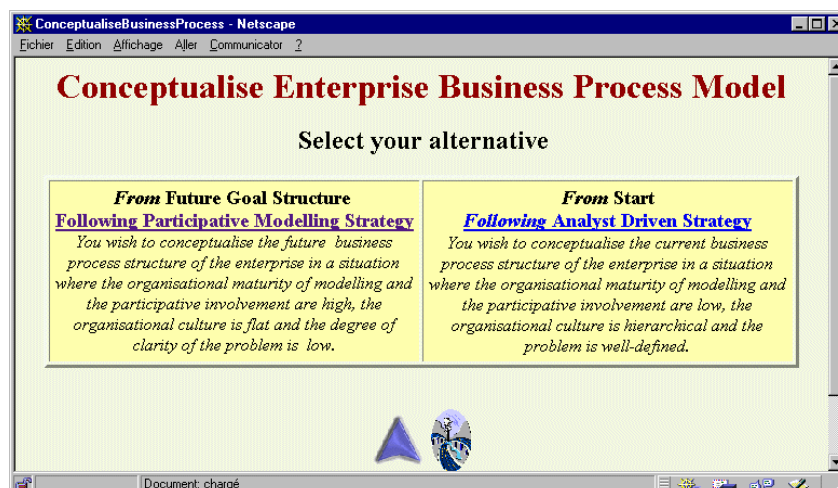 ConceptualiseBusinessProcess - Netscape
Fichier Edition Affichage Aller Communicator ?
Conceptualise Enterprise Business Process Model
Select your alternative
From Future Goal Structure
Following Participative Modelling Strategy
You wish to conceptualise the future business
process structure of the enterprise in a situation
where the organisational maturity of modelling and
the participative involvement are high, the
organisational culture is flat and the degree of
clarity of the problem is low.
From Start
Following Analyst Driven Strategy
You wish to conceptualise the current business
process structure of the enterprise in a situation
where the organisational maturity of modelling and
the participative involvement are low, the
organisational culture is hierarchical and the
problem is well-defined.
Document: chargé